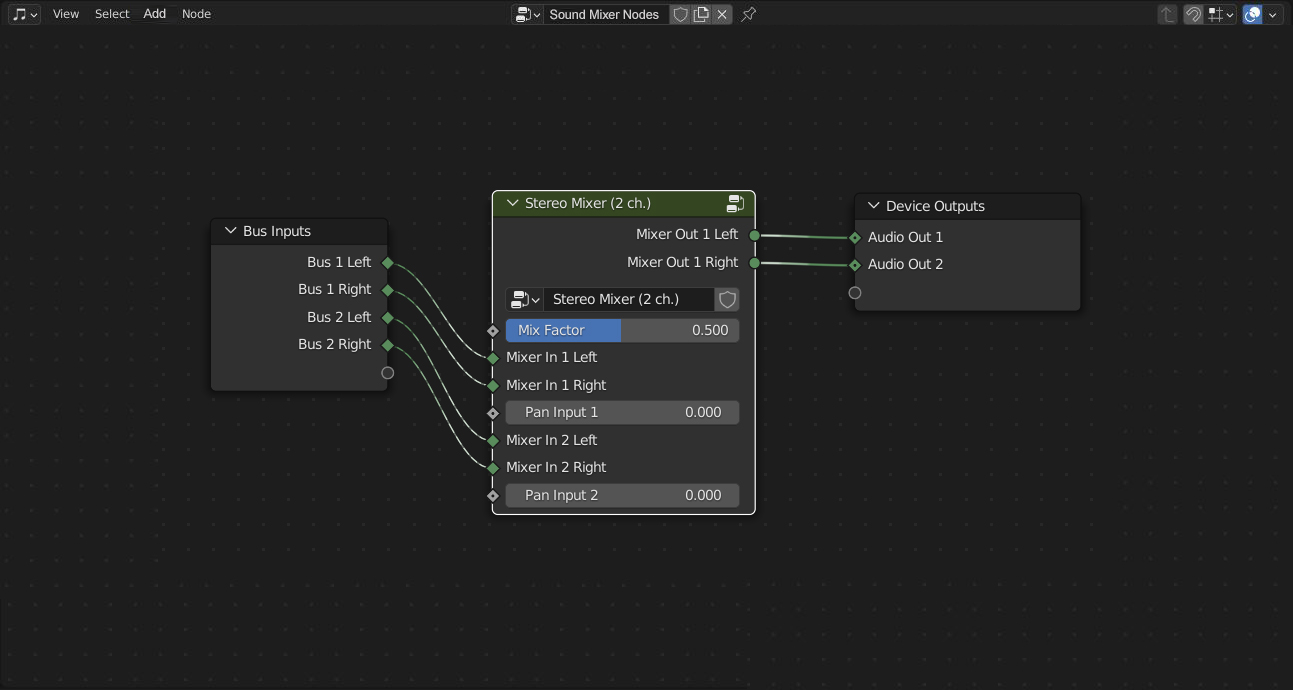 View Select Add Node
Sound Mixer Nodes
Bus Inputs
Bus 1 Left
Bus 1 Right
Bus 2 Left
Bus 2 Right
Stereo Mixer (2 ch.)
Mixer Out 1 Left
Mixer Out 1 Right
Stereo Mixer (2 ch.)
Mix Factor 0.500
Mixer In 1 Left
Mixer In 1 Right
Pan Input 1 0.000
Mixer In 2 Left
Mixer In 2 Right
Pan Input 2 0.000
Device Outputs
Audio Out 1
Audio Out 2